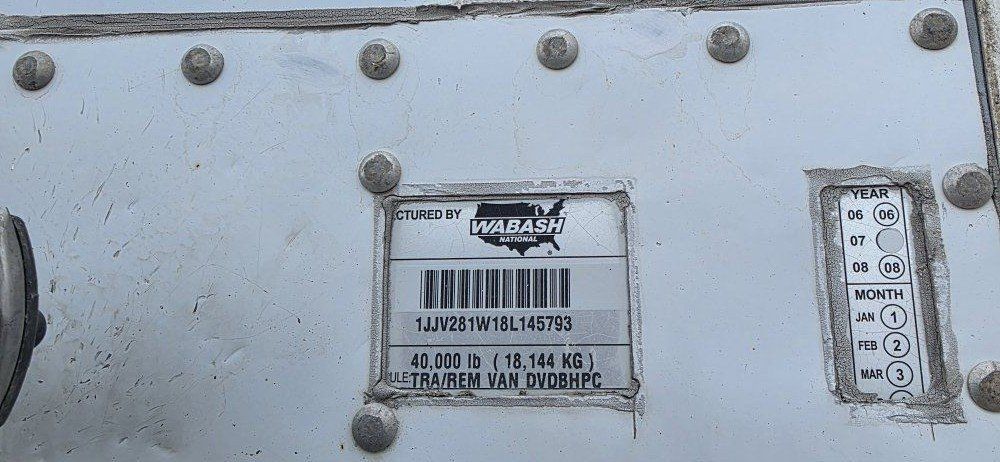 CTURED BY
WABASH
NATIONAL
®
1JJV281W18L145793
40,000 lb ( 18,144 KG )
ULE: TRA/REM VAN DVDBHPC
YEAR
06 06
07
08 08
MONTH
JAN 1
FEB 2
MAR 3